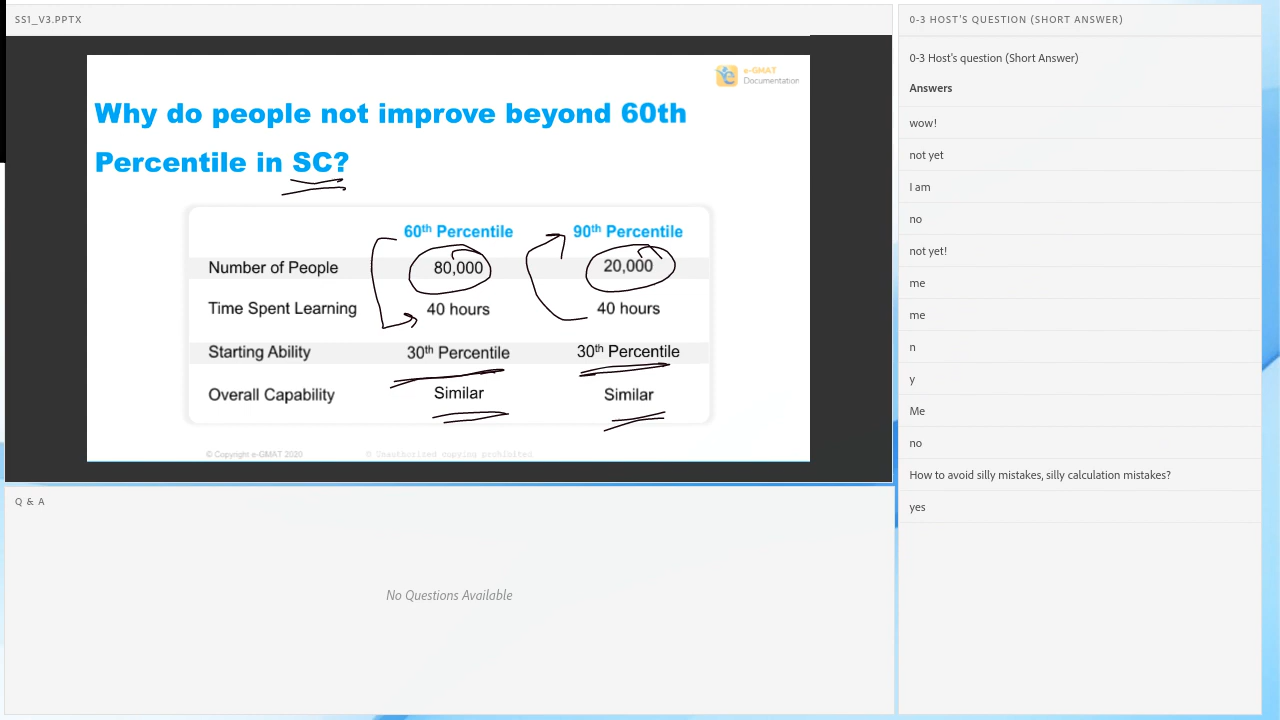 SS1_V3.PPTX
e-GMAT
Documentation
Why do people not improve beyond 60th
Percentile in SC?
60th Percentile 90th Percentile
Number of People 80,000 20,000
Time Spent Learning 40 hours 40 hours
Starting Ability 30th Percentile 30th Percentile
Overall Capability Similar Similar
© Copyright e-GMAT 2020 © Unauthorized copying prohibited
Q & A
No Questions Available
0-3 HOST'S QUESTION (SHORT ANSWER)
0-3 Host's question (Short Answer)
Answers
wow!
not yet
I am
no
not yet!
me
me
n
y
Me
no
How to avoid silly mistakes, silly calculation mistakes?
yes